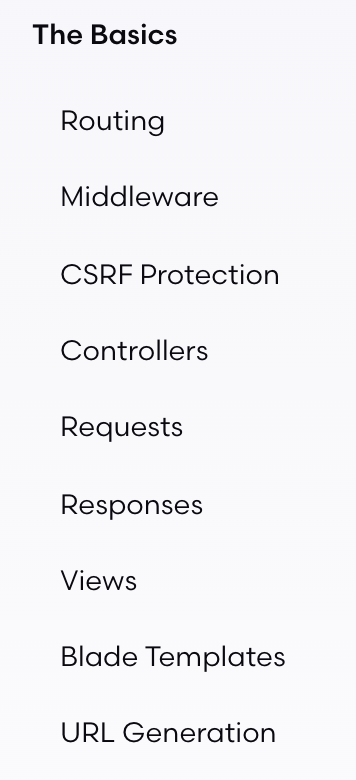 The Basics
Routing
Middleware
CSRF Protection
Controllers
Requests
Responses
Views
Blade Templates
URL Generation